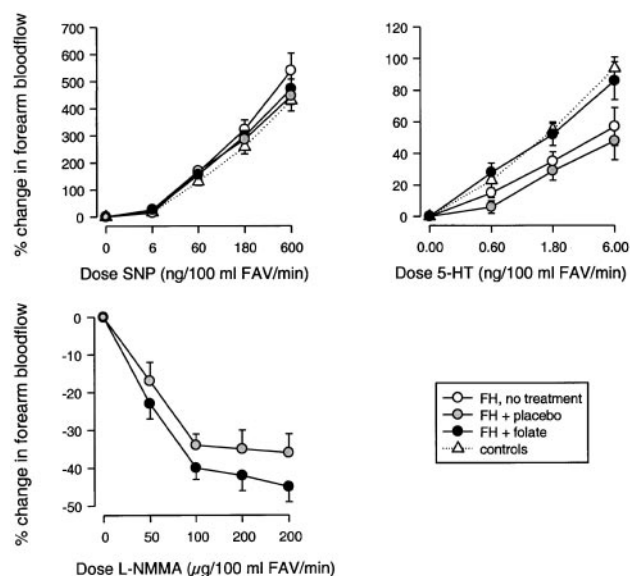 % change in forearm bloodflow
700
600
500
400
300
200
100
0
0 6 60 180 600
Dose SNP (ng/100 ml FAV/min)
% change in forearm bloodflow
120
100
80
60
40
20
0
0.00 0.60 1.80 6.00
Dose 5-HT (ng/100 ml FAV/min)
% change in forearm bloodflow
0
-10
-20
-30
-40
-50
0 50 100 200 200
Dose L-NMMA (µg/100 ml FAV/min)
FH, no treatment
FH + placebo
FH + folate
controls